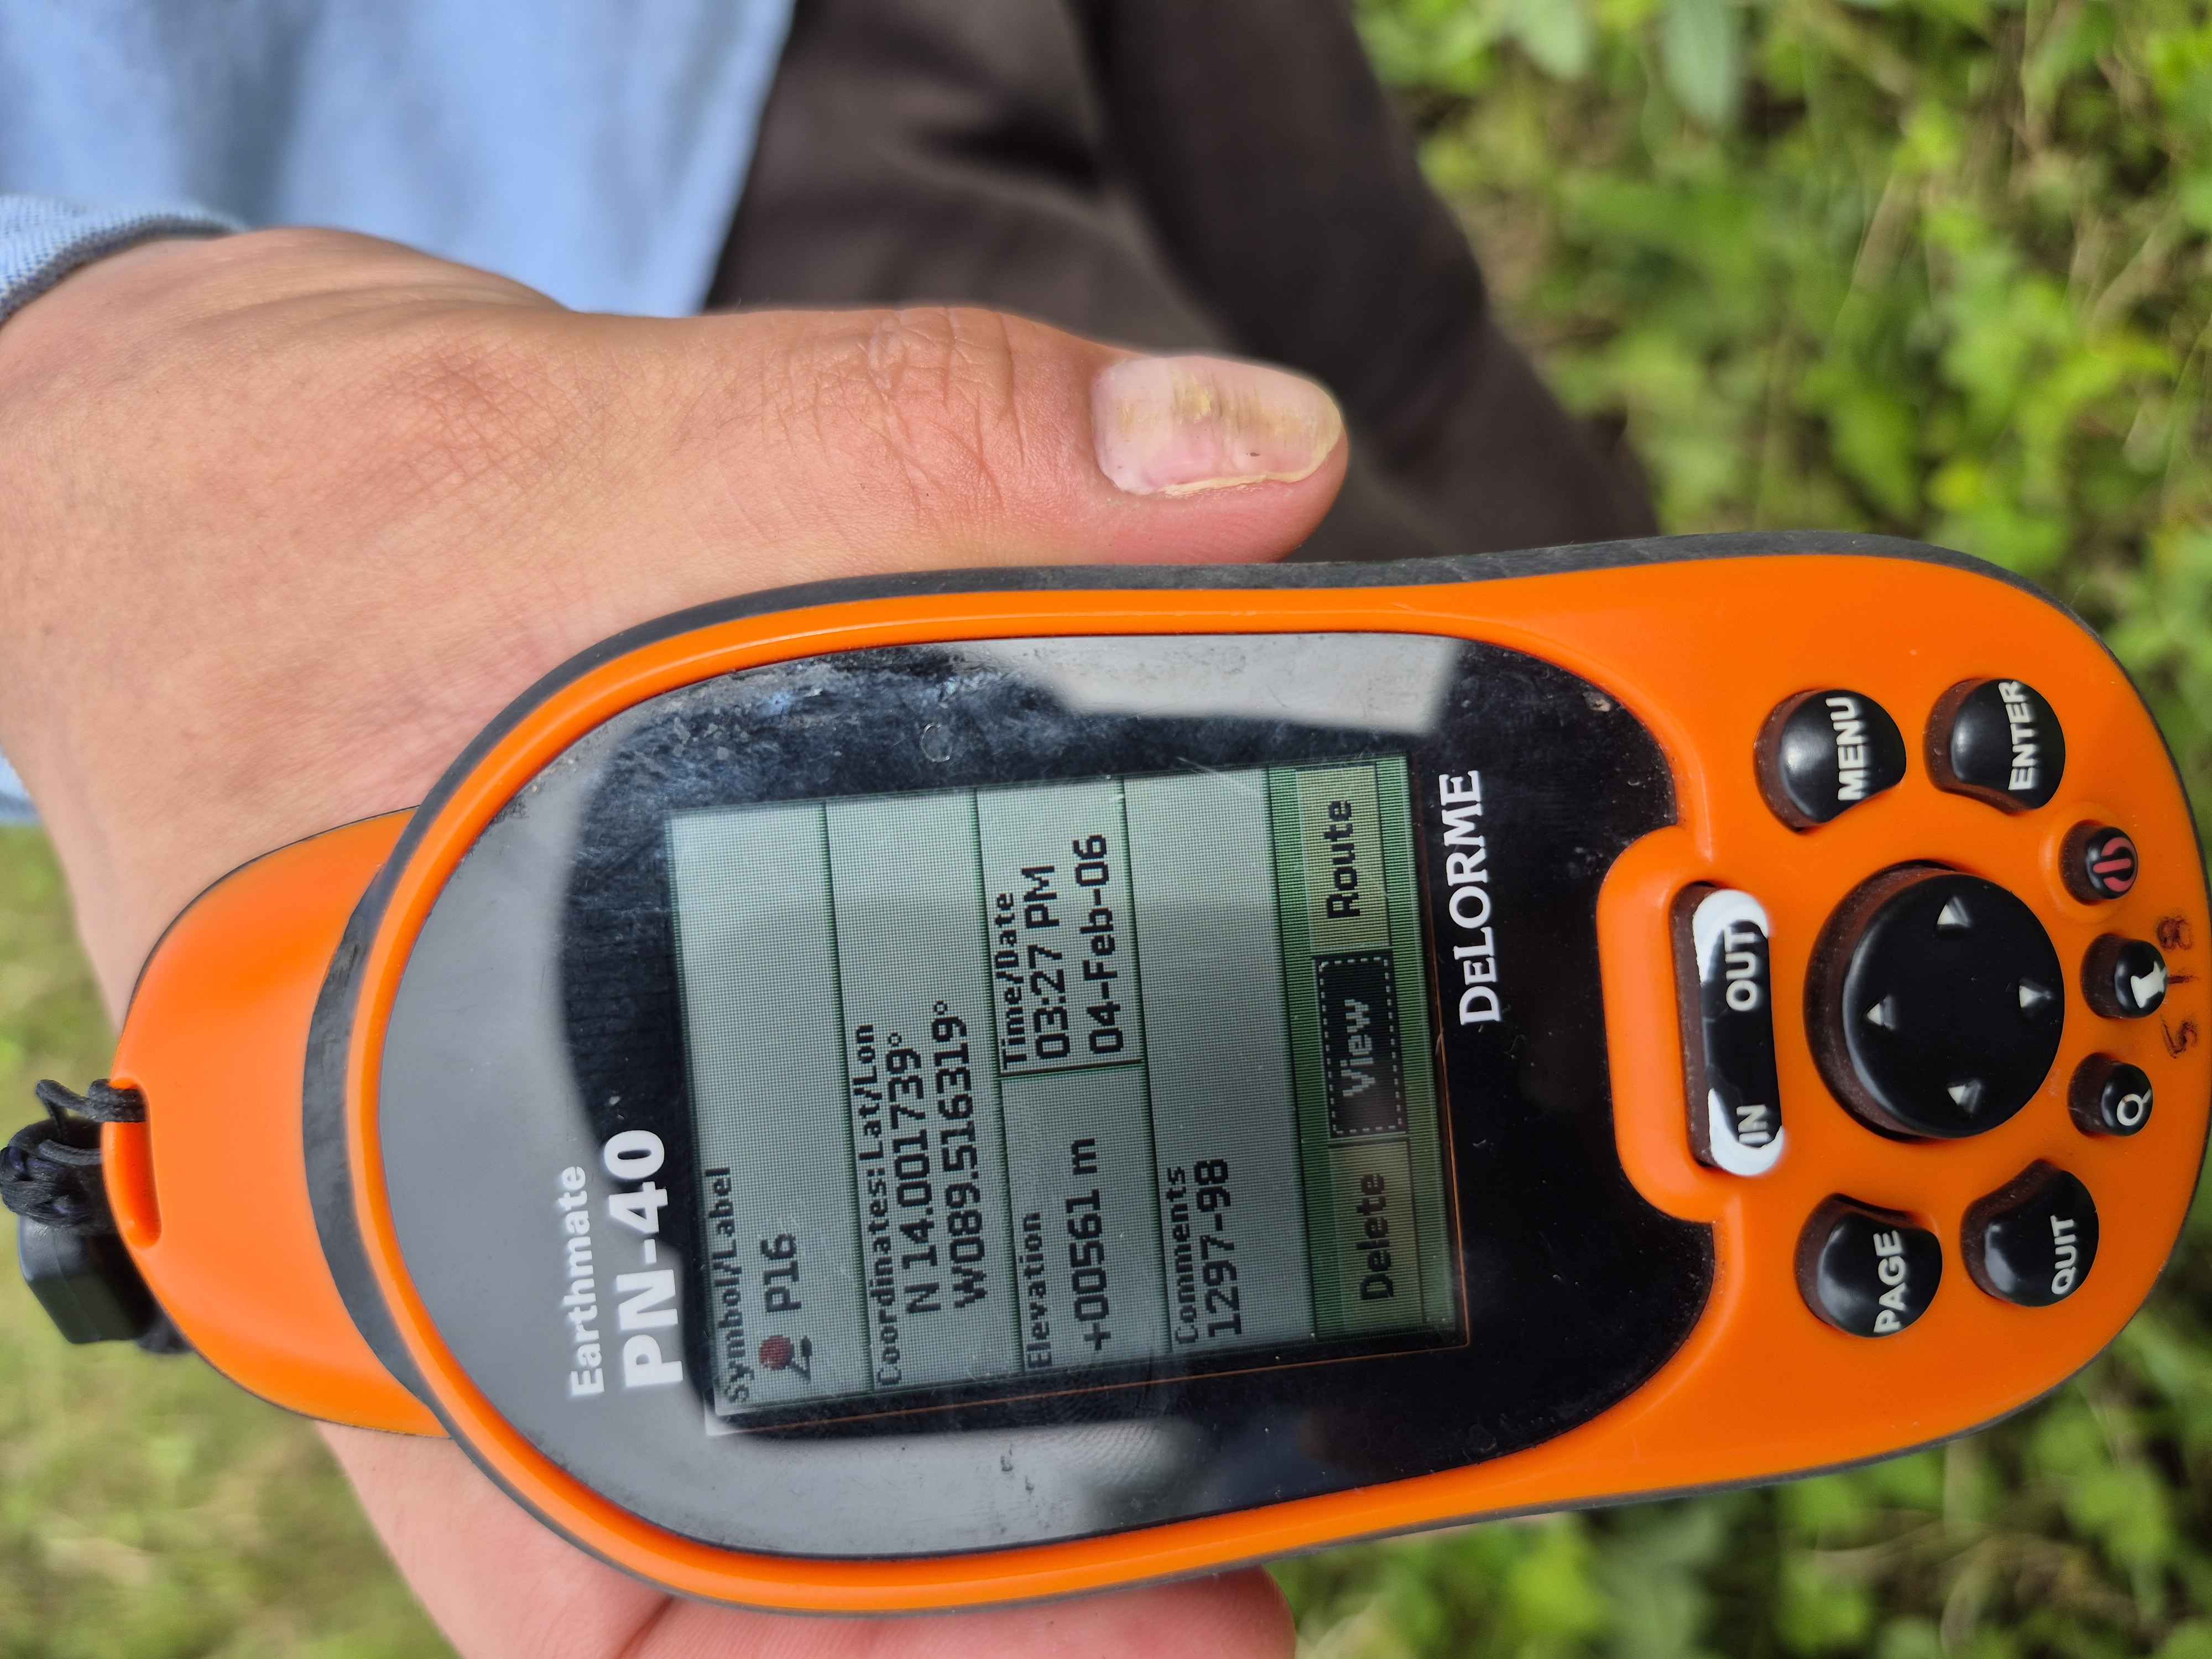 Earthmate
PN-40
Symbol/Label
P16
Coordinates: Lat/Lon
N 14.001739°
W089.516319°
Elevation
+00561 m
Time/Date
03:27 PM
04-Feb-06
Comments
1297-98
Delete View Route
DELORME
IN OUT
PAGE MENU
QUIT ENTER
518